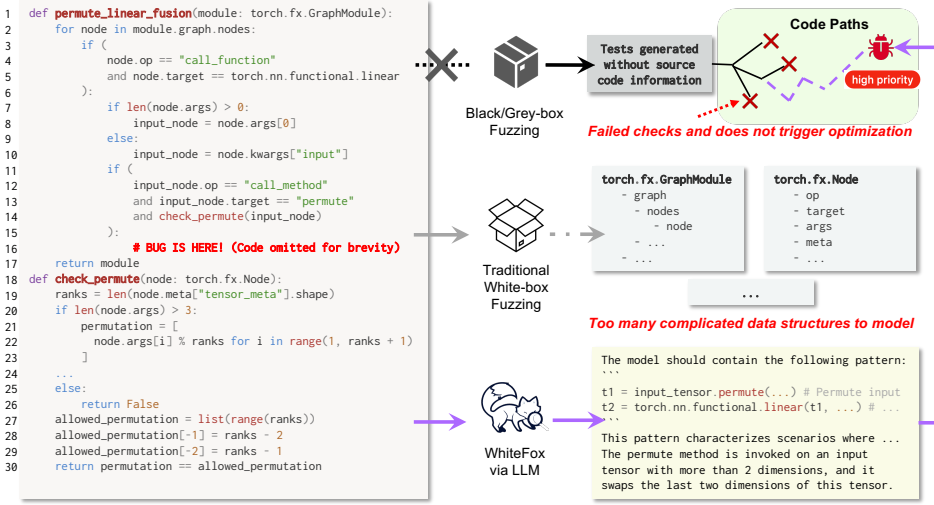 1 def permute_linear_fusion(module: torch.fx.GraphModule):
2 for node in module.graph.nodes:
3 if (
4 node.op == "call_function"
5 and node.target == torch.nn.functional.linear
6 ):
7 if len(node.args) > 0:
8 input_node = node.args[0]
9 else:
10 input_node = node.kwargs["input"]
11 if (
12 input_node.op == "call_method"
13 and input_node.target == "permute"
14 and check_permute(input_node)
15 ):
16 # BUG IS HERE! (Code omitted for brevity)
17 return module
18 def check_permute(node: torch.fx.Node):
19 ranks = len(node.meta["tensor_meta"].shape)
20 if len(node.args) > 3:
21 permutation = [
22 node.args[i] % ranks for i in range(1, ranks + 1)
23 ]
24 ...
25 else:
26 return False
27 allowed_permutation = list(range(ranks))
28 allowed_permutation[-1] = ranks - 2
29 allowed_permutation[-2] = ranks - 1
30 return permutation == allowed_permutation
Black/Grey-box
Fuzzing
Tests generated
without source
code information
Code Paths
high priority
Failed checks and does not trigger optimization
Traditional
White-box
Fuzzing
torch.fx.GraphModule
- graph
- nodes
- node
- ...
- ...
torch.fx.Node
- op
- target
- args
- meta
- ...
...
Too many complicated data structures to model
WhiteFox
via LLM
The model should contain the following pattern:
```
t1 = input_tensor.permute(...) # Permute input
t2 = torch.nn.functional.linear(t1, ...) # ...
```
This pattern characterizes scenarios where ...
The permute method is invoked on an input
tensor with more than 2 dimensions, and it
swaps the last two dimensions of this tensor.